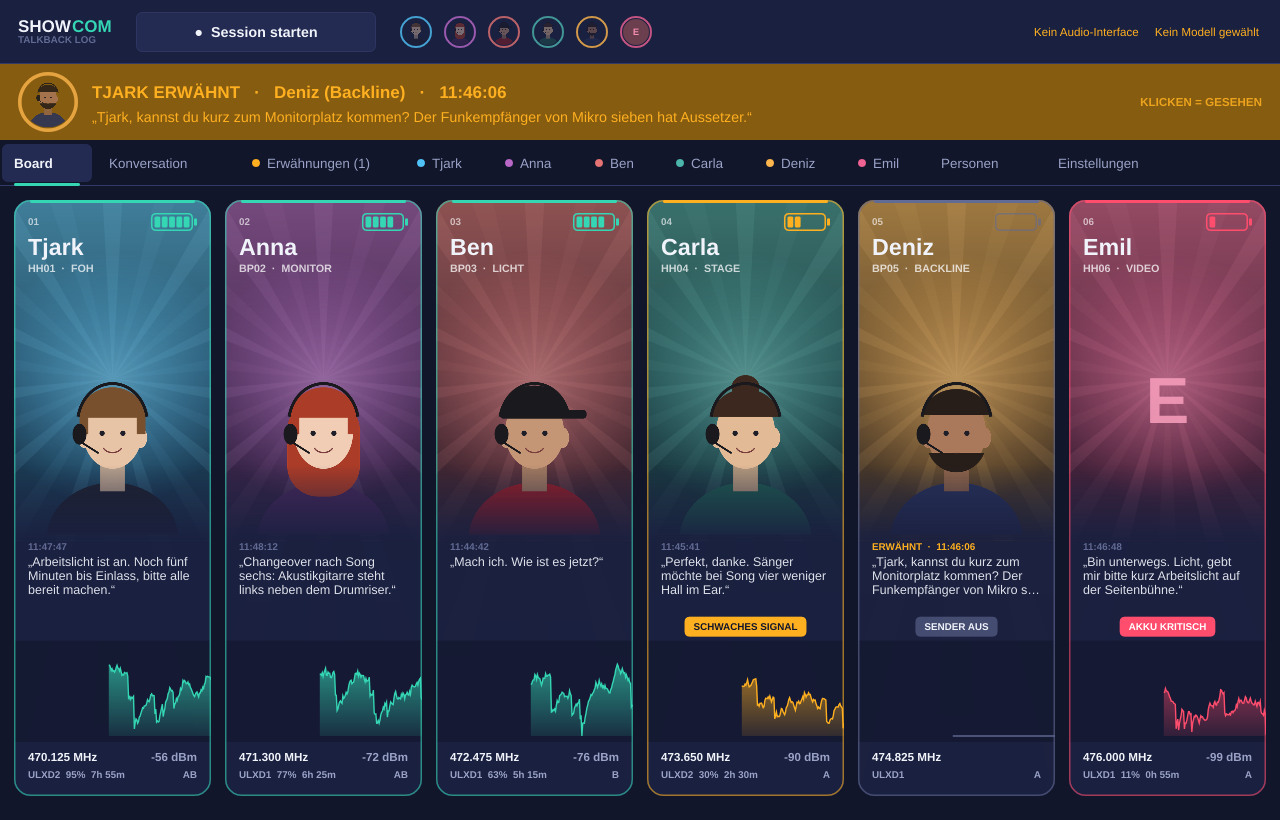 SHOWCOM
TALKBACK LOG
Session starten
E
Kein Audio-Interface
Kein Modell gewählt
TJARK ERWÄHNT · Deniz (Backline) · 11:46:06
„Tjark, kannst du kurz zum Monitorplatz kommen? Der Funkempfänger von Mikro sieben hat Aussetzer.“
KLICKEN = GESEHEN
Board
Konversation
Erwähnungen (1)
Tjark
Anna
Ben
Carla
Deniz
Emil
Personen
Einstellungen
01
Tjark
HH01 · FOH
11:47:47
„Arbeitslicht ist an. Noch fünf
Minuten bis Einlass, bitte alle
bereit machen.“
470.125 MHz -56 dBm
ULXD2 95% 7h 55m AB
02
Anna
BP02 · MONITOR
11:48:12
„Changeover nach Song
sechs: Akustikgitarre steht
links neben dem Drumriser.“
471.300 MHz -72 dBm
ULXD1 77% 6h 25m AB
03
Ben
BP03 · LICHT
11:44:42
„Mach ich. Wie ist es jetzt?“
472.475 MHz -76 dBm
ULXD1 63% 5h 15m B
04
Carla
HH04 · STAGE
11:45:41
„Perfekt, danke. Sänger
möchte bei Song vier weniger
Hall im Ear.“
SCHWACHES SIGNAL
473.650 MHz -90 dBm
ULXD2 30% 2h 30m A
05
Deniz
BP05 · BACKLINE
ERWÄHNT · 11:46:06
„Tjark, kannst du kurz zum
Monitorplatz kommen? Der
Funkempfänger von Mikro s…
SENDER AUS
474.825 MHz
ULXD1 A
06
Emil
HH06 · VIDEO
E
11:46:48
„Bin unterwegs. Licht, gebt
mir bitte kurz Arbeitslicht auf
der Seitenbühne.“
AKKU KRITISCH
476.000 MHz -99 dBm
ULXD1 11% 0h 55m A